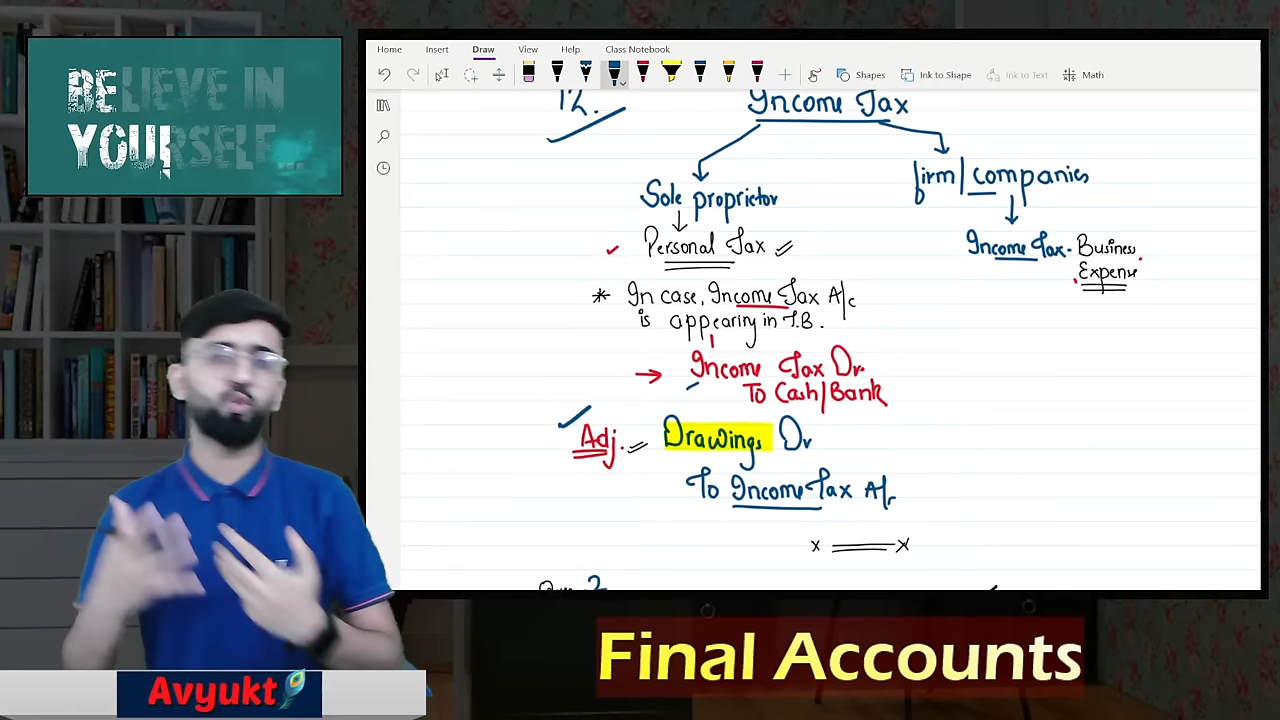 BELIEVE IN
YOURSELF...
Home Insert Draw View Help Class Notebook
Shapes Ink to Shape Ink to Text Math
12. Income Tax
Sole proprietor
firm/companies
Personal Tax
Income Tax - Business
Expense
* In case, Income Tax A/c
is appearing in T.B.
→ Income Tax Dr.
To Cash/Bank
Adj. Drawings Dr
To Income Tax A/c
x x
2
Final Accounts
Avyukt